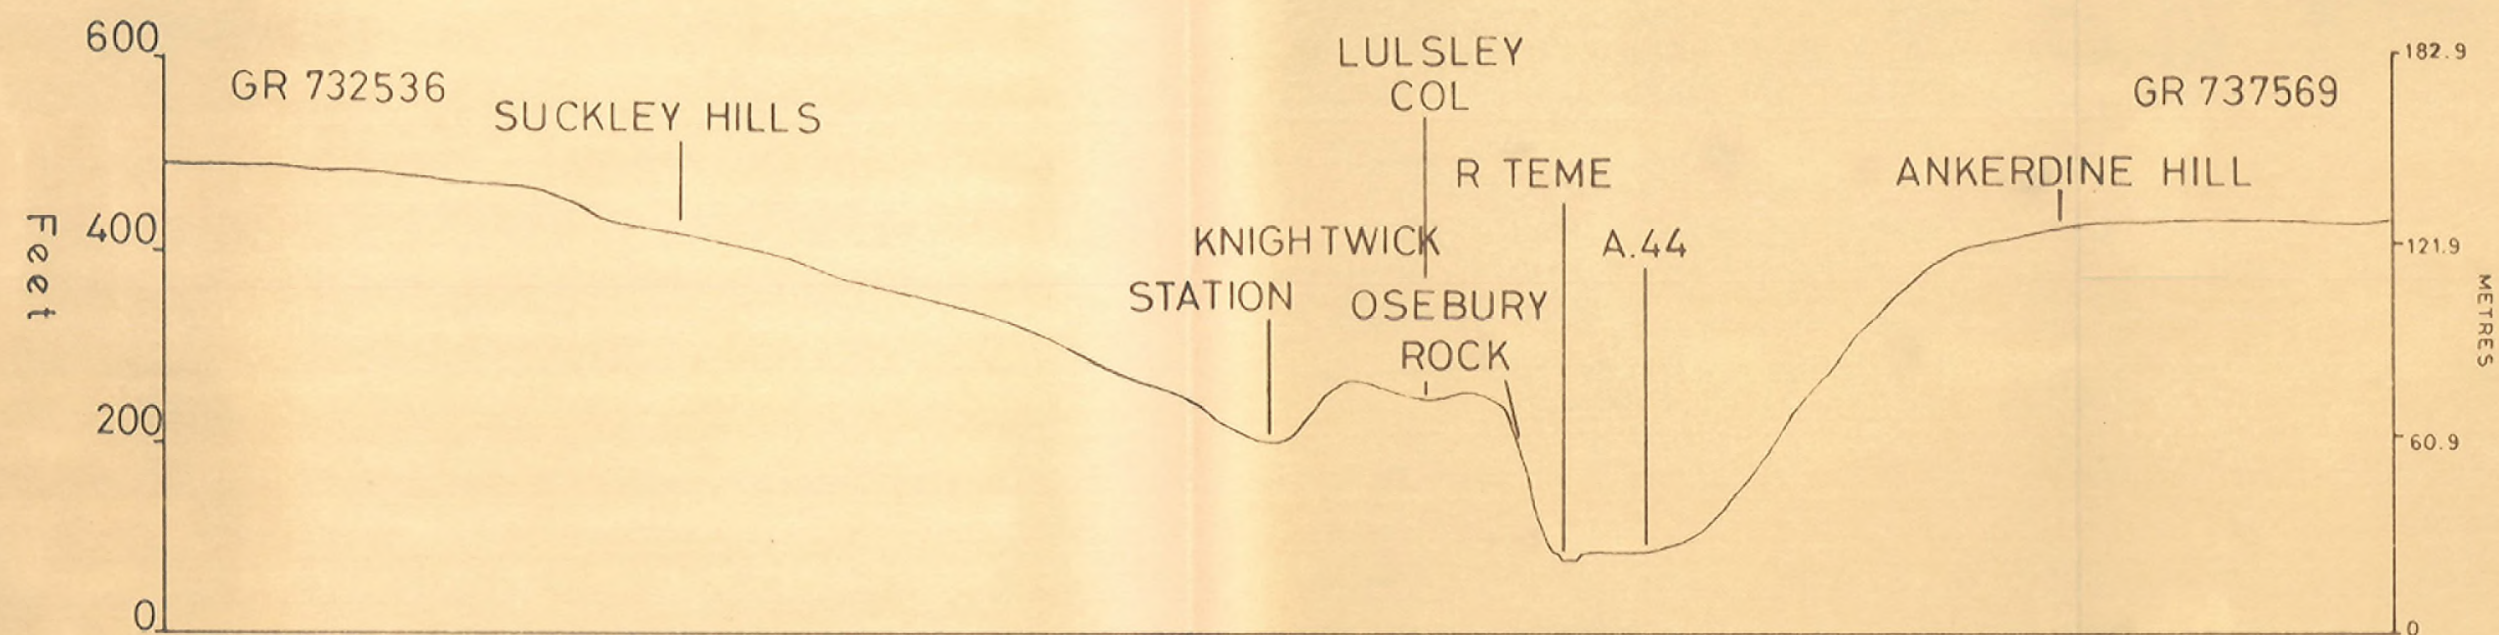 600
182.9
GR 732536
SUCKLEY HILLS
LULSLEY
COL
GR 737569
R TEME
ANKERDINE HILL
Feet
400
KNIGHTWICK
STATION
A.44
121.9
METRES
OSEBURY
ROCK
200
60.9
0
0